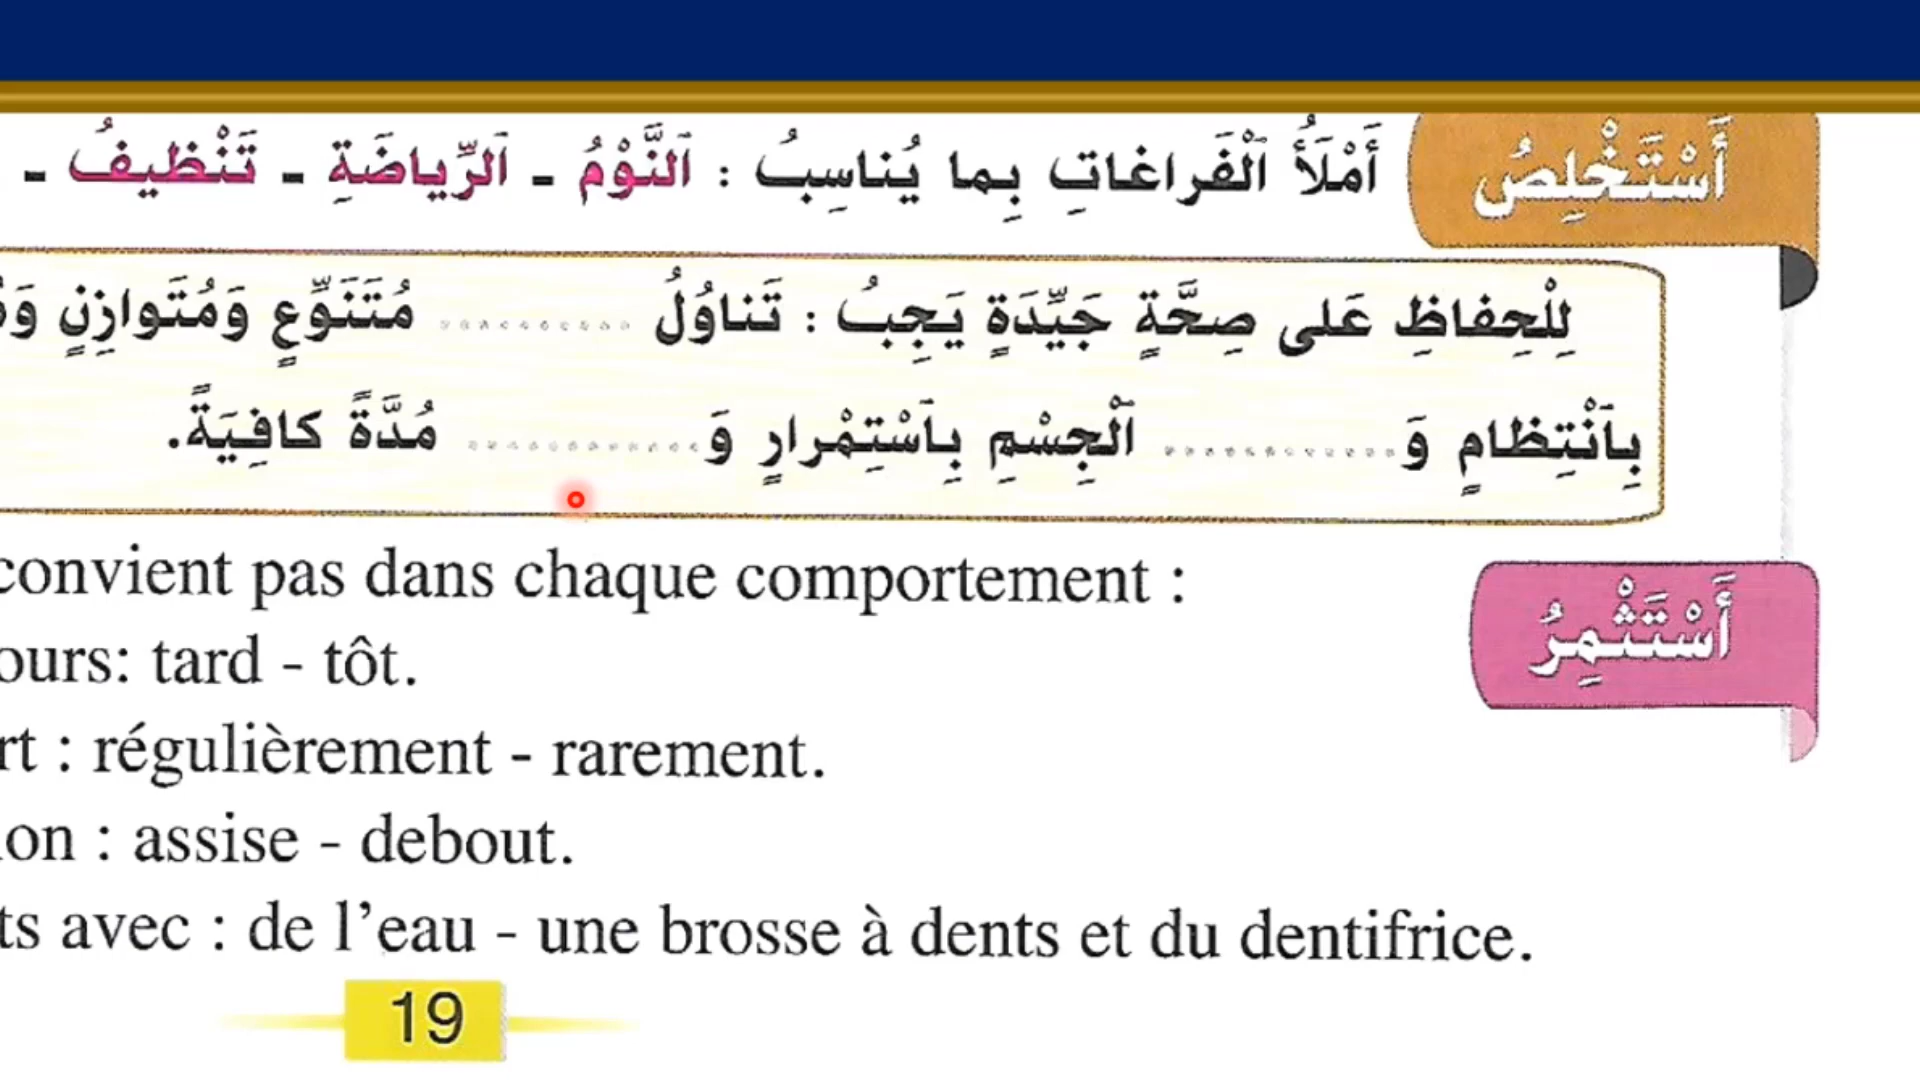 أَسْتَخْلِصُ
أَمْلَأُ ٱلْفَراغاتِ بِما يُناسِبُ : ٱلنَّوْمُ - ٱلرِّياضَةِ - تَنْظيفُ -
لِلْحِفاظِ عَلى صِحَّةٍ جَيِّدَةٍ يَجِبُ : تَناوُلُ ............ مُتَنَوِّعٍ وَمُتَوازِنٍ
بِٱنْتِظامٍ وَ............ ٱلْجِسْمِ بِٱسْتِمْرارٍ وَ............ مُدَّةً كافِيَةً.
أَسْتَثْمِرُ
convient pas dans chaque comportement :
ours: tard - tôt.
rt : régulièrement - rarement.
ion : assise - debout.
ts avec : de l'eau - une brosse à dents et du dentifrice.
19